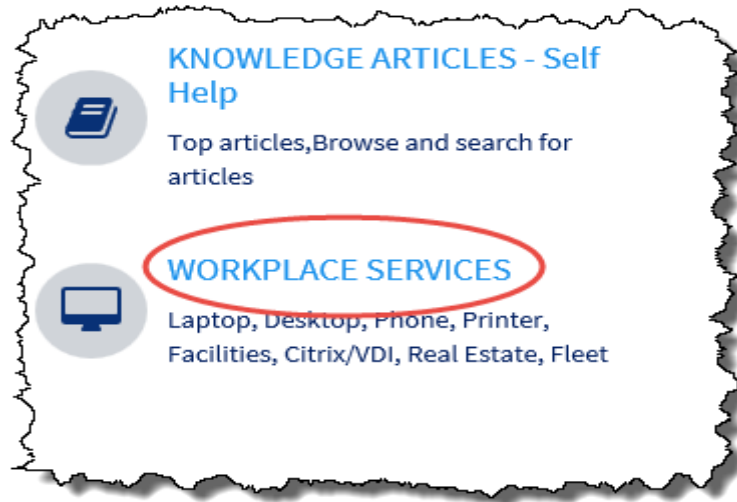 KNOWLEDGE ARTICLES - Self
Help
Top articles,Browse and search for
articles
WORKPLACE SERVICES
Laptop, Desktop, Phone, Printer,
Facilities, Citrix/VDI, Real Estate, Fleet